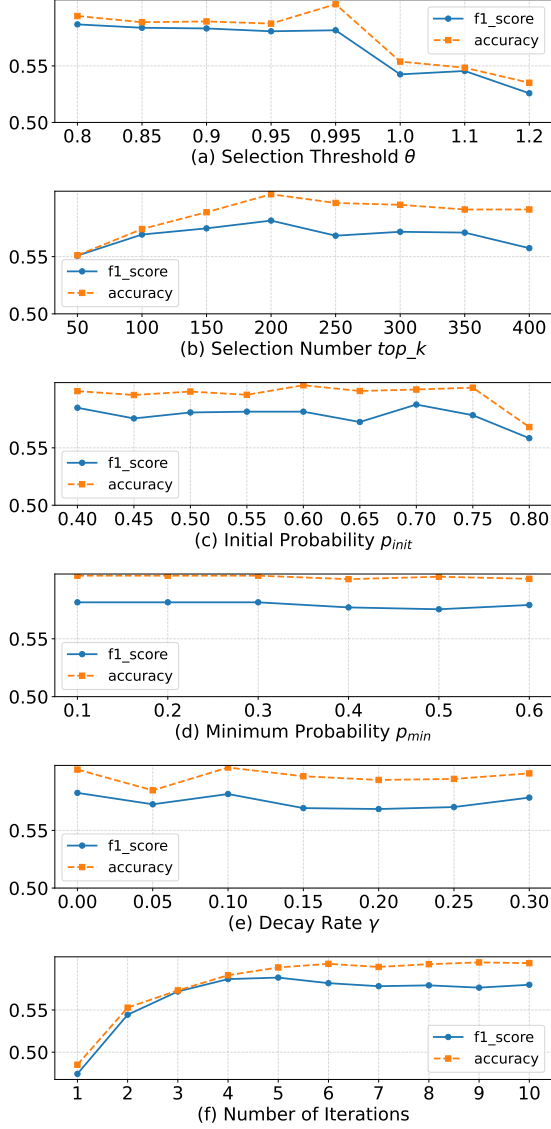 f1_score
accuracy
0.55
0.50
0.8 0.85 0.9 0.95 0.995 1.0 1.1 1.2
(a) Selection Threshold θ
0.55
f1_score
accuracy
0.50
50 100 150 200 250 300 350 400
(b) Selection Number top_k
0.55
f1_score
accuracy
0.50
0.40 0.45 0.50 0.55 0.60 0.65 0.70 0.75 0.80
(c) Initial Probability p_init
0.55
f1_score
accuracy
0.50
0.1 0.2 0.3 0.4 0.5 0.6
(d) Minimum Probability p_min
0.55
f1_score
accuracy
0.50
0.00 0.05 0.10 0.15 0.20 0.25 0.30
(e) Decay Rate γ
0.55
f1_score
accuracy
0.50
1 2 3 4 5 6 7 8 9 10
(f) Number of Iterations